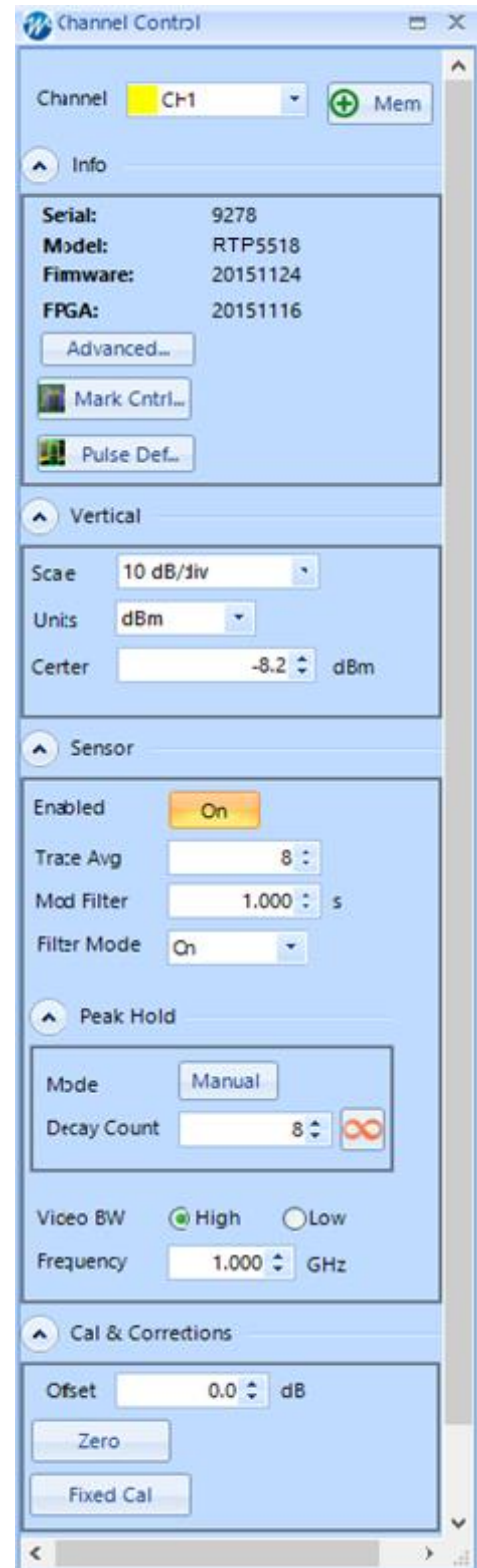 Channel Control
Channel CH1 Mem
Info
Serial: 9278
Model: RTP5518
Firmware: 20151124
FPGA: 20151116
Advanced...
Mark Cntrl...
Pulse Def...
Vertical
Scale 10 dB/div
Units dBm
Center -8.2 dBm
Sensor
Enabled On
Trace Avg 8
Mod Filter 1.000 s
Filter Mode On
Peak Hold
Mode Manual
Decay Count 8
Video BW High Low
Frequency 1.000 GHz
Cal & Corrections
Offset 0.0 dB
Zero
Fixed Cal